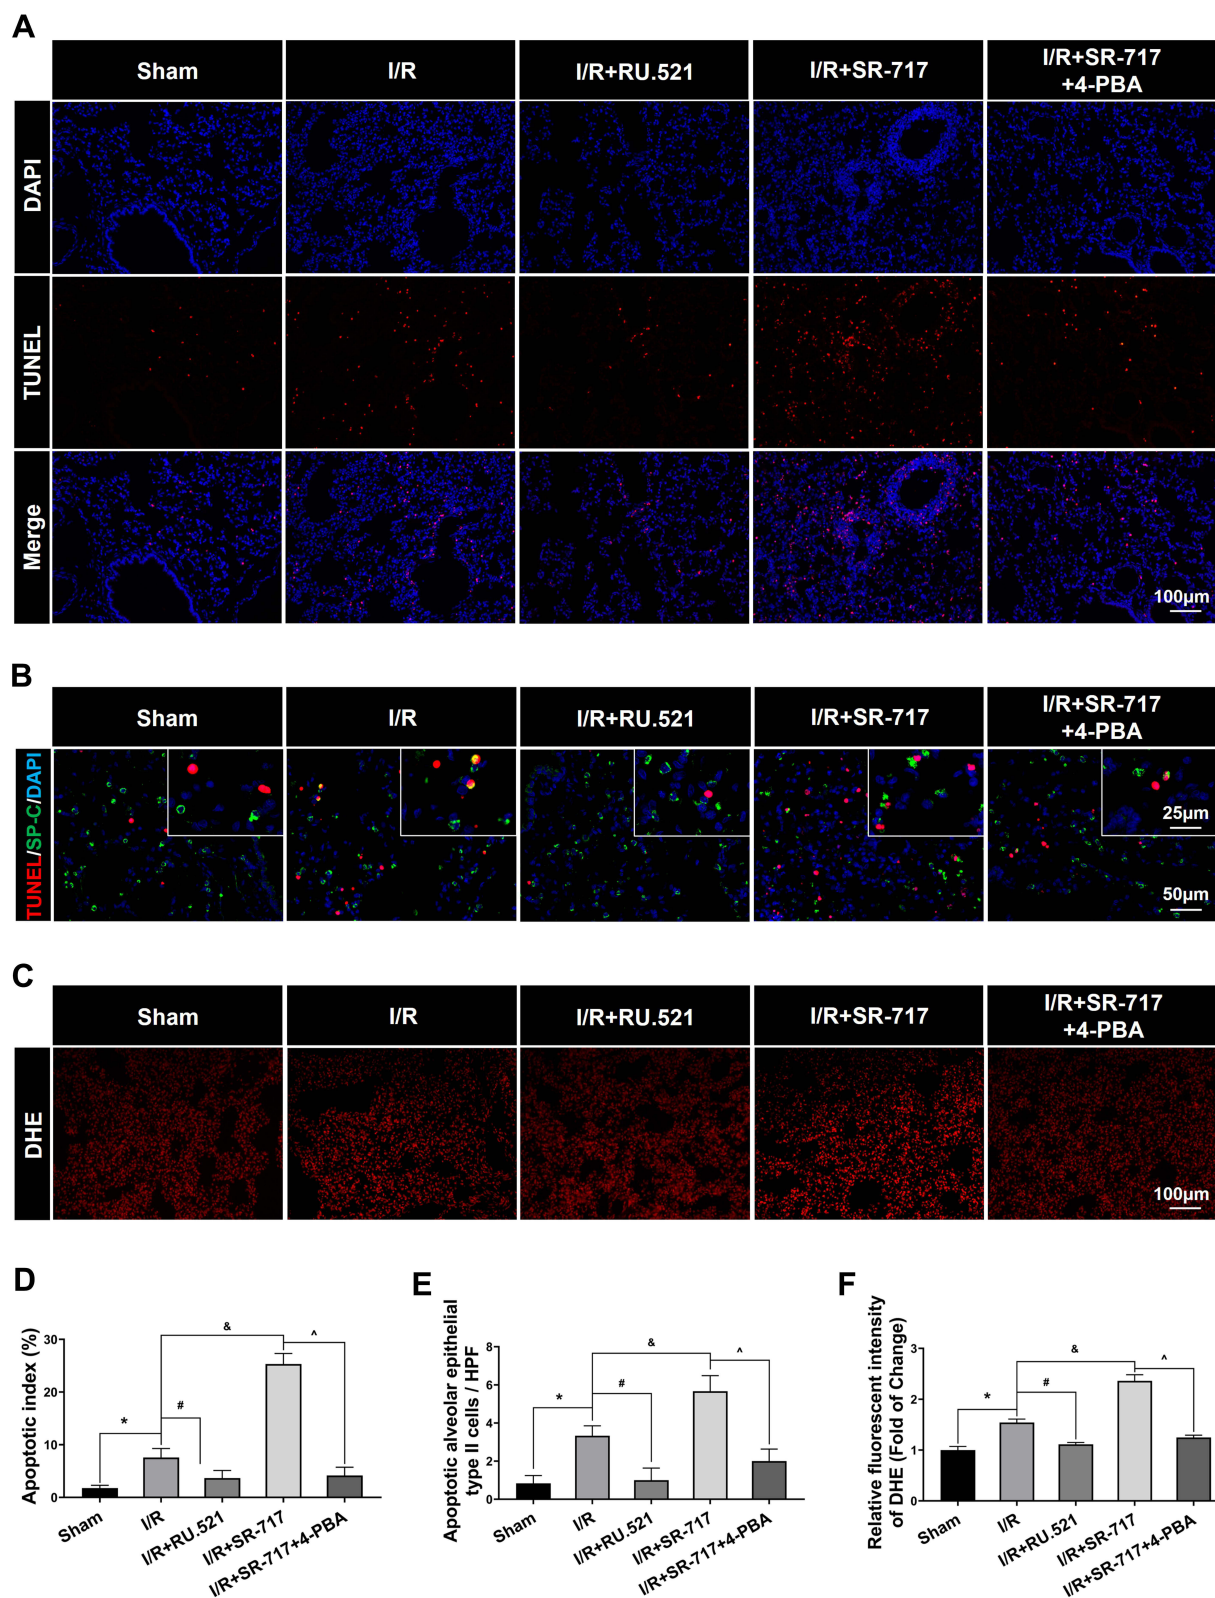 A
Sham
I/R
I/R+RU.521
I/R+SR-717
I/R+SR-717
+4-PBA
DAPI
TUNEL
Merge
100μm
B
Sham
I/R
I/R+RU.521
I/R+SR-717
I/R+SR-717
+4-PBA
TUNEL/SP-C/DAPI
25μm
50μm
C
Sham
I/R
I/R+RU.521
I/R+SR-717
I/R+SR-717
+4-PBA
DHE
100μm
D
Apoptotic index (%)
30
20
10
0
*
#
&
^
Sham
I/R
I/R+RU.521
I/R+SR-717
I/R+SR-717+4-PBA
E
Apoptotic alveolar epithelial
type II cells / HPF
8
6
4
2
0
*
#
&
^
Sham
I/R
I/R+RU.521
I/R+SR-717
I/R+SR-717+4-PBA
F
Relative fluorescent intensity
of DHE (Fold of Change)
3
2
1
0
*
#
&
^
Sham
I/R
I/R+RU.521
I/R+SR-717
I/R+SR-717+4-PBA